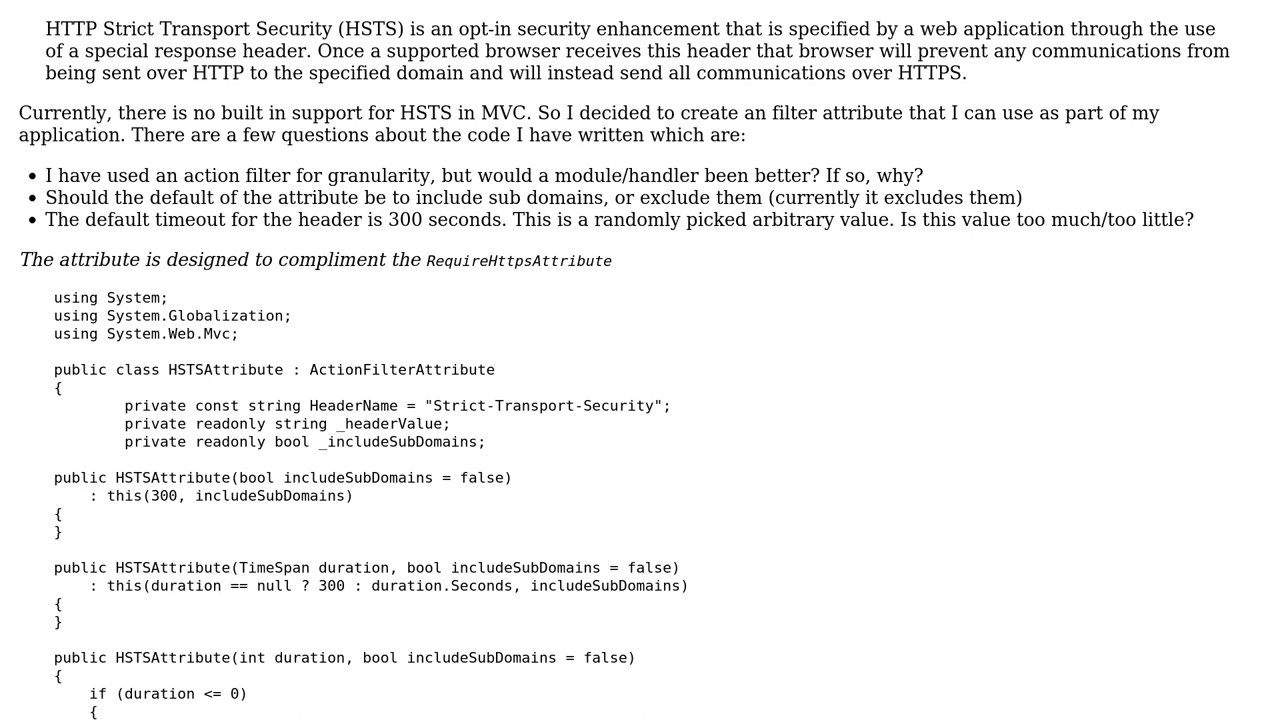 HTTP Strict Transport Security (HSTS) is an opt-in security enhancement that is specified by a web application through the use
of a special response header. Once a supported browser receives this header that browser will prevent any communications from
being sent over HTTP to the specified domain and will instead send all communications over HTTPS.
Currently, there is no built in support for HSTS in MVC. So I decided to create an filter attribute that I can use as part of my
application. There are a few questions about the code I have written which are:
• I have used an action filter for granularity, but would a module/handler been better? If so, why?
• Should the default of the attribute be to include sub domains, or exclude them (currently it excludes them)
• The default timeout for the header is 300 seconds. This is a randomly picked arbitrary value. Is this value too much/too little?
The attribute is designed to compliment the RequireHttpsAttribute
using System;
using System.Globalization;
using System.Web.Mvc;
public class HSTSAttribute : ActionFilterAttribute
{
        private const string HeaderName = "Strict-Transport-Security";
        private readonly string _headerValue;
        private readonly bool _includeSubDomains;
public HSTSAttribute(bool includeSubDomains = false)
    : this(300, includeSubDomains)
{
}
public HSTSAttribute(TimeSpan duration, bool includeSubDomains = false)
    : this(duration == null ? 300 : duration.Seconds, includeSubDomains)
{
}
public HSTSAttribute(int duration, bool includeSubDomains = false)
{
    if (duration <= 0)
    {